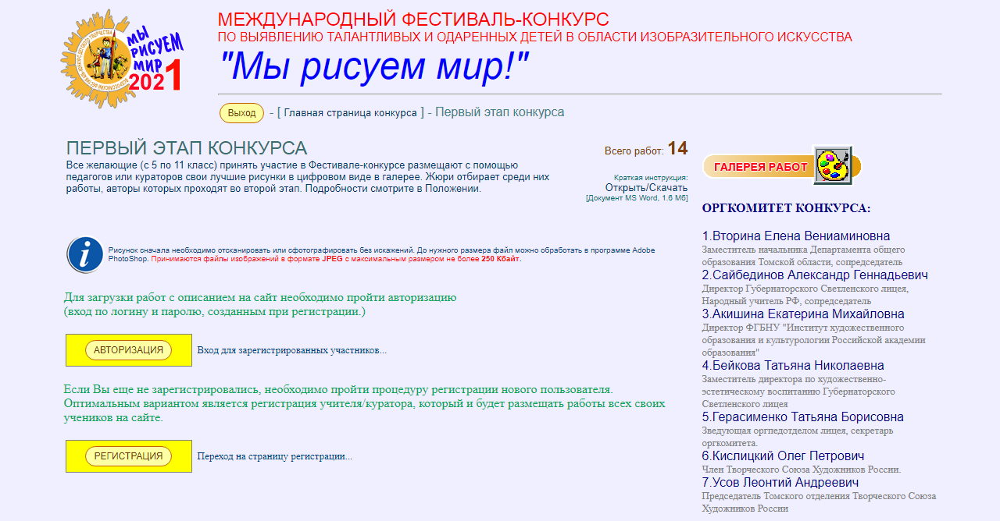 МЫ
РИСУЕМ
МИР
2021
МЕЖДУНАРОДНЫЙ ФЕСТИВАЛЬ-КОНКУРС
ПО ВЫЯВЛЕНИЮ ТАЛАНТЛИВЫХ И ОДАРЕННЫХ ДЕТЕЙ В ОБЛАСТИ ИЗОБРАЗИТЕЛЬНОГО ИСКУССТВА
"Мы рисуем мир!"
Выход - [ Главная страница конкурса ] - Первый этап конкурса
ПЕРВЫЙ ЭТАП КОНКУРСА
Все желающие (с 5 по 11 класс) принять участие в Фестивале-конкурсе размещают с помощью
педагогов или кураторов свои лучшие рисунки в цифровом виде в галерее. Жюри отбирает среди них
работы, авторы которых проходят во второй этап. Подробности смотрите в Положении.
Всего работ: 14
Краткая инструкция:
Открыть/Скачать
[Документ MS Word, 1.6 Мб]
Рисунок сначала необходимо отсканировать или сфотографировать без искажений. До нужного размера файл можно обработать в программе Adobe
PhotoShop. Принимаются файлы изображений в формате JPEG с максимальным размером не более 250 Кбайт.
Для загрузки работ с описанием на сайт необходимо пройти авторизацию
(вход по логину и паролю, созданным при регистрации.)
АВТОРИЗАЦИЯ Вход для зарегистрированных участников...
Если Вы еще не зарегистрировались, необходимо пройти процедуру регистрации нового пользователя.
Оптимальным вариантом является регистрация учителя/куратора, который и будет размещать работы всех своих
учеников на сайте.
РЕГИСТРАЦИЯ Переход на страницу регистрации...
ГАЛЕРЕЯ РАБОТ
ОРГКОМИТЕТ КОНКУРСА:
1.Вторина Елена Вениаминовна
Заместитель начальника Департамента общего
образования Томской области, сопредседатель
2.Сайбединов Александр Геннадьевич
Директор Губернаторского Светленского лицея,
Народный учитель РФ, сопредседатель
3.Акишина Екатерина Михайловна
Директор ФГБНУ "Институт художественного
образования и культурологии Российской академии
образования"
4.Бейкова Татьяна Николаевна
Заместитель директора по художественно-
эстетическому воспитанию Губернаторского
Светленского лицея
5.Герасименко Татьяна Борисовна
Зведующая оргпедотделом лицея, секретарь
оргкомитета.
6.Кислицкий Олег Петрович
Член Творческого Союза Художников России.
7.Усов Леонтий Андреевич
Председатель Томского отделения Творческого Союза
Художников России